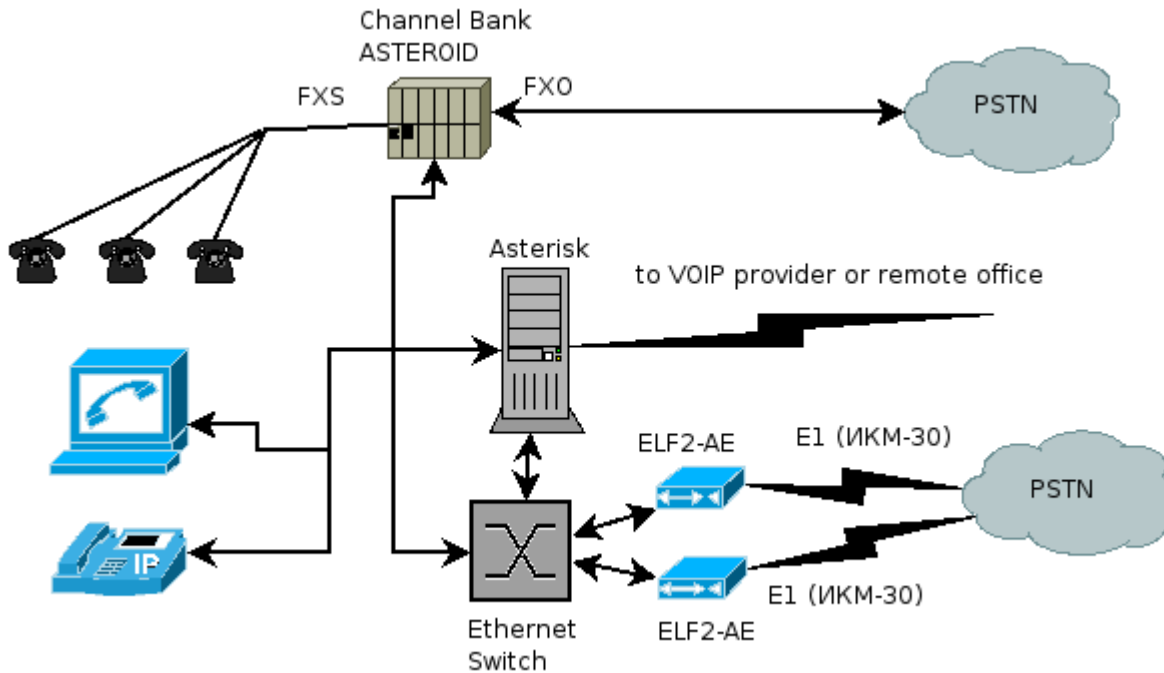 Channel Bank
ASTEROID
FXS
FXO
PSTN
Asterisk
to VOIP provider or remote office
ELF2-AE
E1 (ИКМ-30)
PSTN
IP
E1 (ИКМ-30)
ELF2-AE
Ethernet
Switch